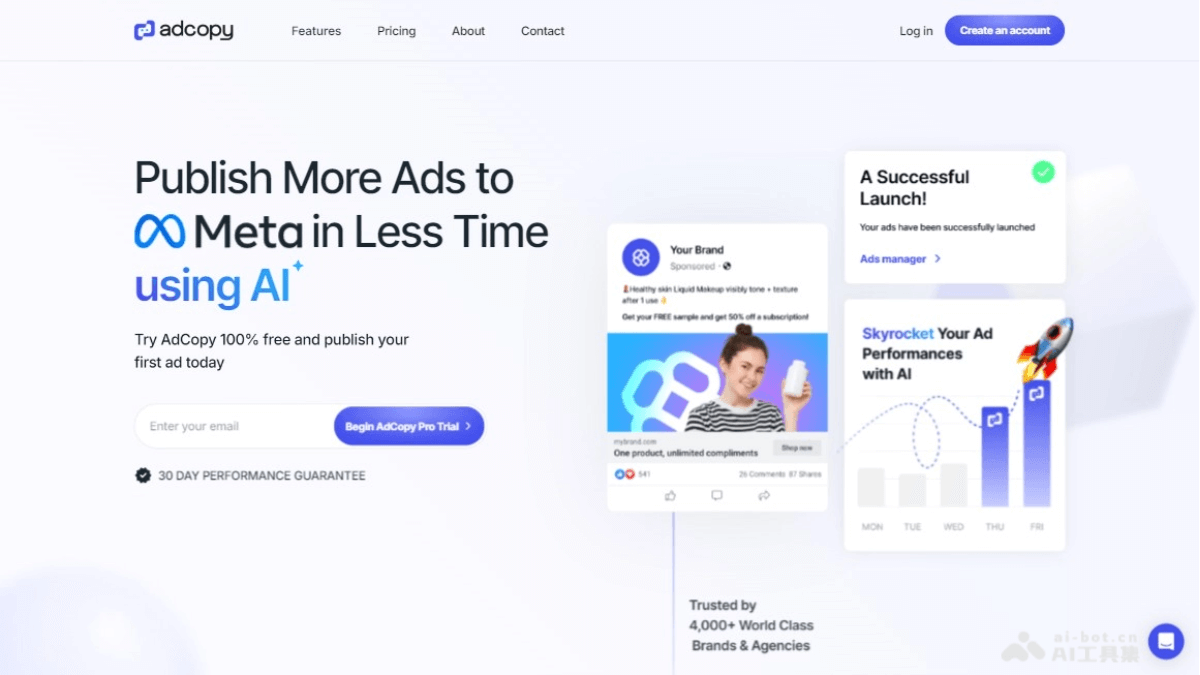 adcopy
Features
Pricing
About
Contact
Log in
Create an account
Publish More Ads to
Meta in Less Time
using AI
Try AdCopy 100% free and publish your
first ad today
Enter your email
Begin AdCopy Pro Trial
30 DAY PERFORMANCE GUARANTEE
Your Brand
Sponsored ·
Healthy skin Liquid Makeup visibly tone + texture
after 1 use
Get your FREE sample and get 50% off a subscription!
mybrand.com
One product, unlimited compliments
Shop now
541
26 Comments 87 Shares
A Successful
Launch!
Your ads have been successfully launched
Ads manager
Skyrocket Your Ad
Performances
with AI
MON TUE WED THU FRI
Trusted by
4,000+ World Class
Brands & Agencies
ai-bot.cn
AI工具集